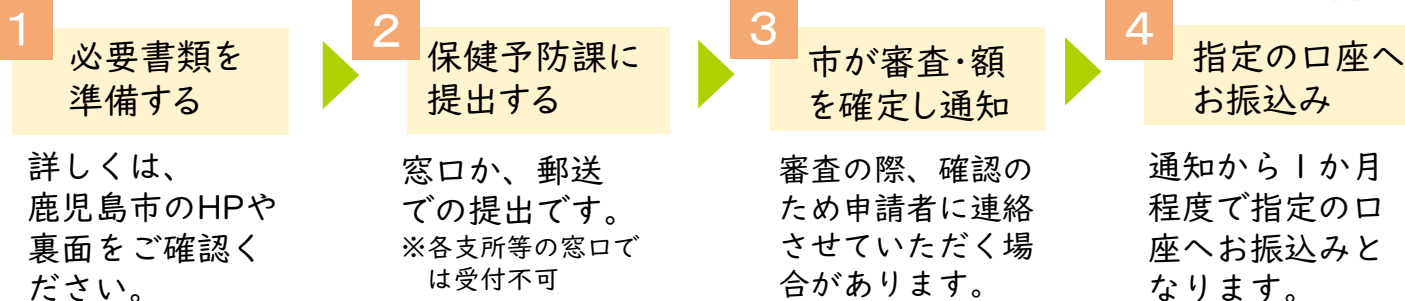 1
必要書類を
準備する
詳しくは、
鹿児島市のHPや
裏面をご確認く
ださい。
2
保健予防課に
提出する
窓口か、郵送
での提出です。
※各支所等の窓口で
は受付不可
3
市が審査・額
を確定し通知
審査の際、確認の
ため申請者に連絡
させていただく場
合があります。
4
指定の口座へ
お振込み
通知から1か月
程度で指定の口
座へお振込みと
なります。